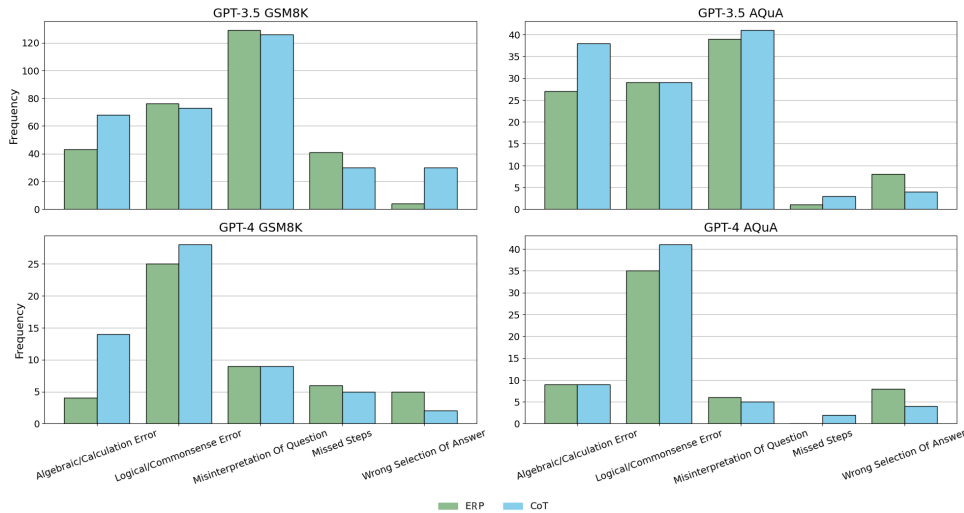 GPT-3.5 GSM8K
Frequency
120
100
80
60
40
20
0
GPT-3.5 AQuA
40
35
30
25
20
15
10
5
0
GPT-4 GSM8K
Frequency
25
20
15
10
5
0
Algebraic/Calculation Error
Logical/Commonsense Error
Misinterpretation Of Question
Missed Steps
Wrong Selection Of Answer
GPT-4 AQuA
40
35
30
25
20
15
10
5
0
Algebraic/Calculation Error
Logical/Commonsense Error
Misinterpretation Of Question
Missed Steps
Wrong Selection Of Answer
ERP
CoT